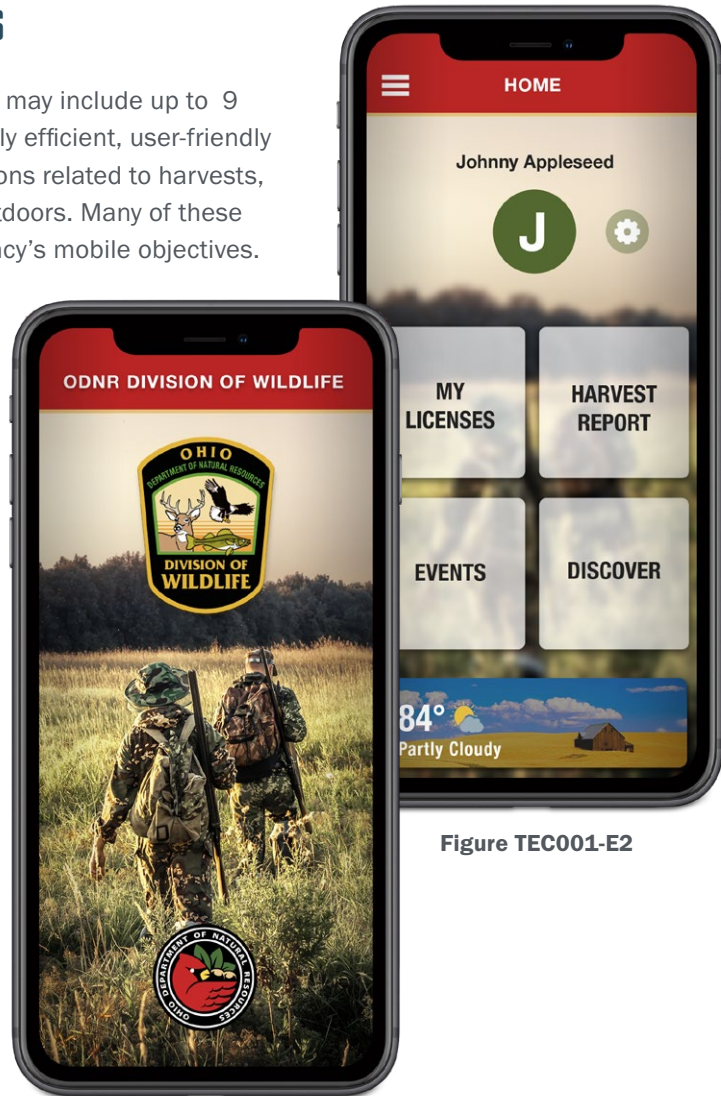 S
may include up to 9
ly efficient, user-friendly
ons related to harvests,
tdoors. Many of these
cy's mobile objectives.
HOME
Johnny Appleseed
J
MY
LICENSES
HARVEST
REPORT
EVENTS
DISCOVER
84°
Partly Cloudy
Figure TEC001-E2
ODNR DIVISION OF WILDLIFE
OHIO
DEPARTMENT OF NATURAL RESOURCES
DIVISION OF
WILDLIFE
OHIO DEPARTMENT OF NATURAL RESOURCES